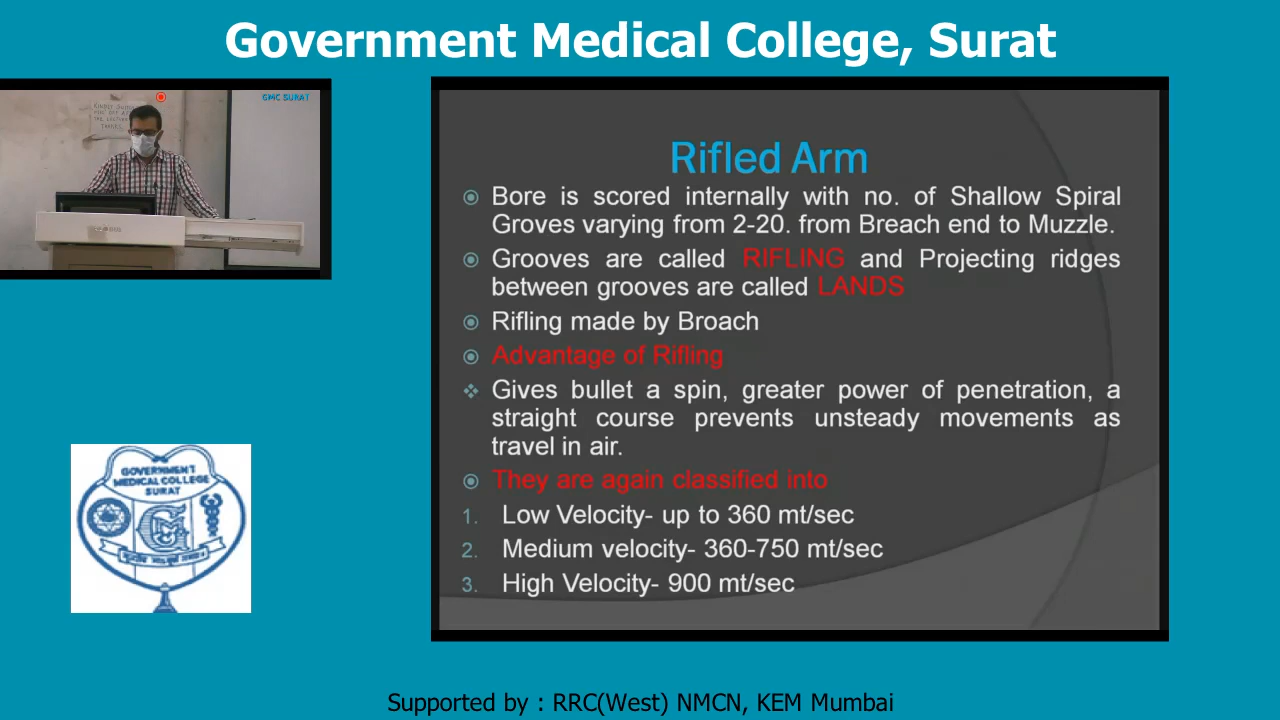 Government Medical College, Surat
GMC SURAT
Rifled Arm
Bore is scored internally with no. of Shallow Spiral
Groves varying from 2-20. from Breach end to Muzzle.
Grooves are called RIFLING and Projecting ridges
between grooves are called LANDS
Rifling made by Broach
Advantage of Rifling
Gives bullet a spin, greater power of penetration, a
straight course prevents unsteady movements as
travel in air.
They are again classified into
1. Low Velocity- up to 360 mt/sec
2. Medium velocity- 360-750 mt/sec
3. High Velocity- 900 mt/sec
GOVERNMENT
MEDICAL COLLEGE
SURAT
Supported by : RRC(West) NMCN, KEM Mumbai